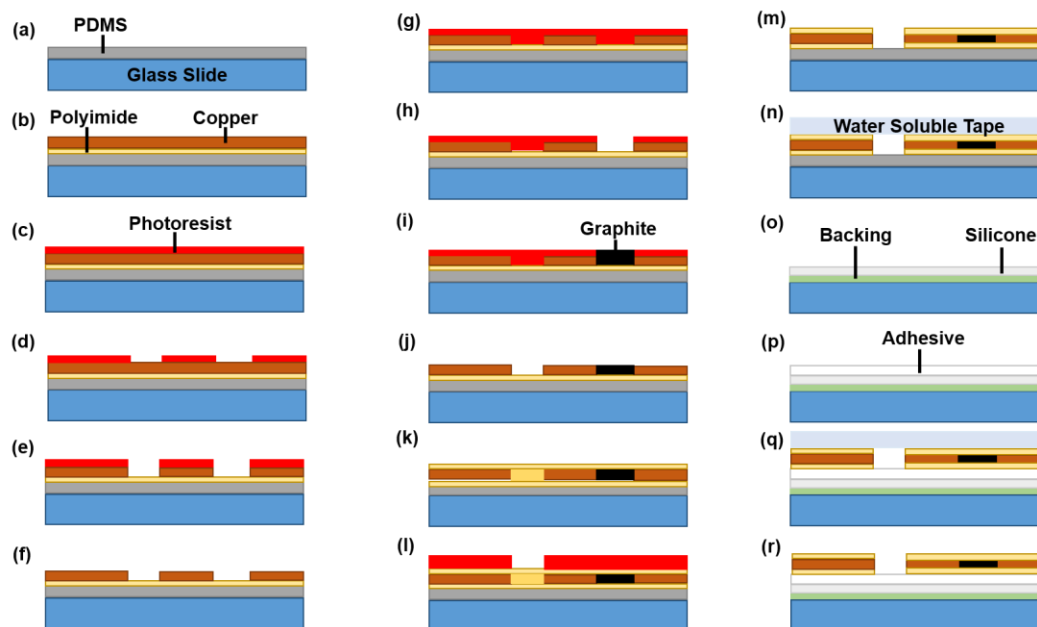 (a)
PDMS
Glass Slide
(b)
Polyimide
Copper
(c)
Photoresist
(d)
(e)
(f)
(g)
(h)
(i)
Graphite
(j)
(k)
(l)
(m)
(n)
Water Soluble Tape
(o)
Backing
Silicone
(p)
Adhesive
(q)
(r)